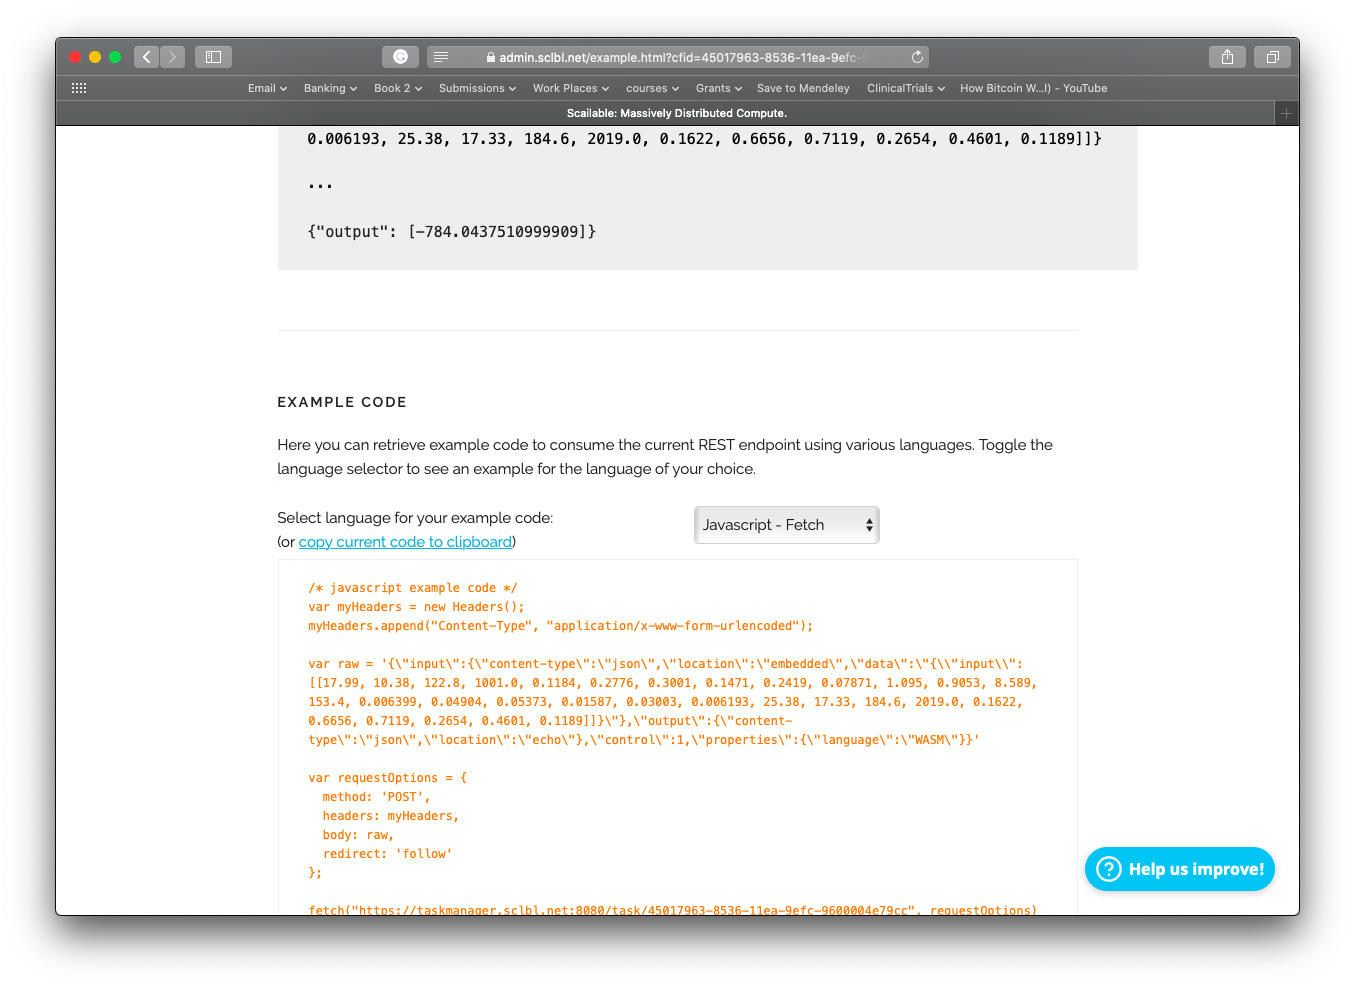 admin.sclbl.net/example.html?cfid=45017963-8536-11ea-9efc-9
Email Banking Book 2 Submissions Work Places courses Grants Save to Mendeley ClinicalTrials How Bitcoin W...I) - YouTube
Scailable: Massively Distributed Compute.
0.006193, 25.38, 17.33, 184.6, 2019.0, 0.1622, 0.6656, 0.7119, 0.2654, 0.4601, 0.1189]]}
...
{"output": [-784.0437510999909]}
EXAMPLE CODE
Here you can retrieve example code to consume the current REST endpoint using various languages. Toggle the
language selector to see an example for the language of your choice.
Select language for your example code:
(or copy current code to clipboard)
Javascript - Fetch
/* javascript example code */
var myHeaders = new Headers();
myHeaders.append("Content-Type", "application/x-www-form-urlencoded");
var raw = '{\"input\":{\"content-type\":\"json\",\"location\":\"embedded\",\"data\":\"{\\"input\\":
[[17.99, 10.38, 122.8, 1001.0, 0.1184, 0.2776, 0.3001, 0.1471, 0.2419, 0.07871, 1.095, 0.9053, 8.589,
153.4, 0.006399, 0.04904, 0.05373, 0.01587, 0.03003, 0.006193, 25.38, 17.33, 184.6, 2019.0, 0.1622,
0.6656, 0.7119, 0.2654, 0.4601, 0.1189]]}\"},\"output\":{\"content-
type\":\"json\",\"location\":\"echo\"},\"control\":1,\"properties\":{\"language\":\"WASM\"}}'
var requestOptions = {
method: 'POST',
headers: myHeaders,
body: raw,
redirect: 'follow'
};
fetch("https://taskmanager.sclbl.net:8080/task/45017963-8536-11ea-9efc-9600004e79cc", requestOptions)
Help us improve!